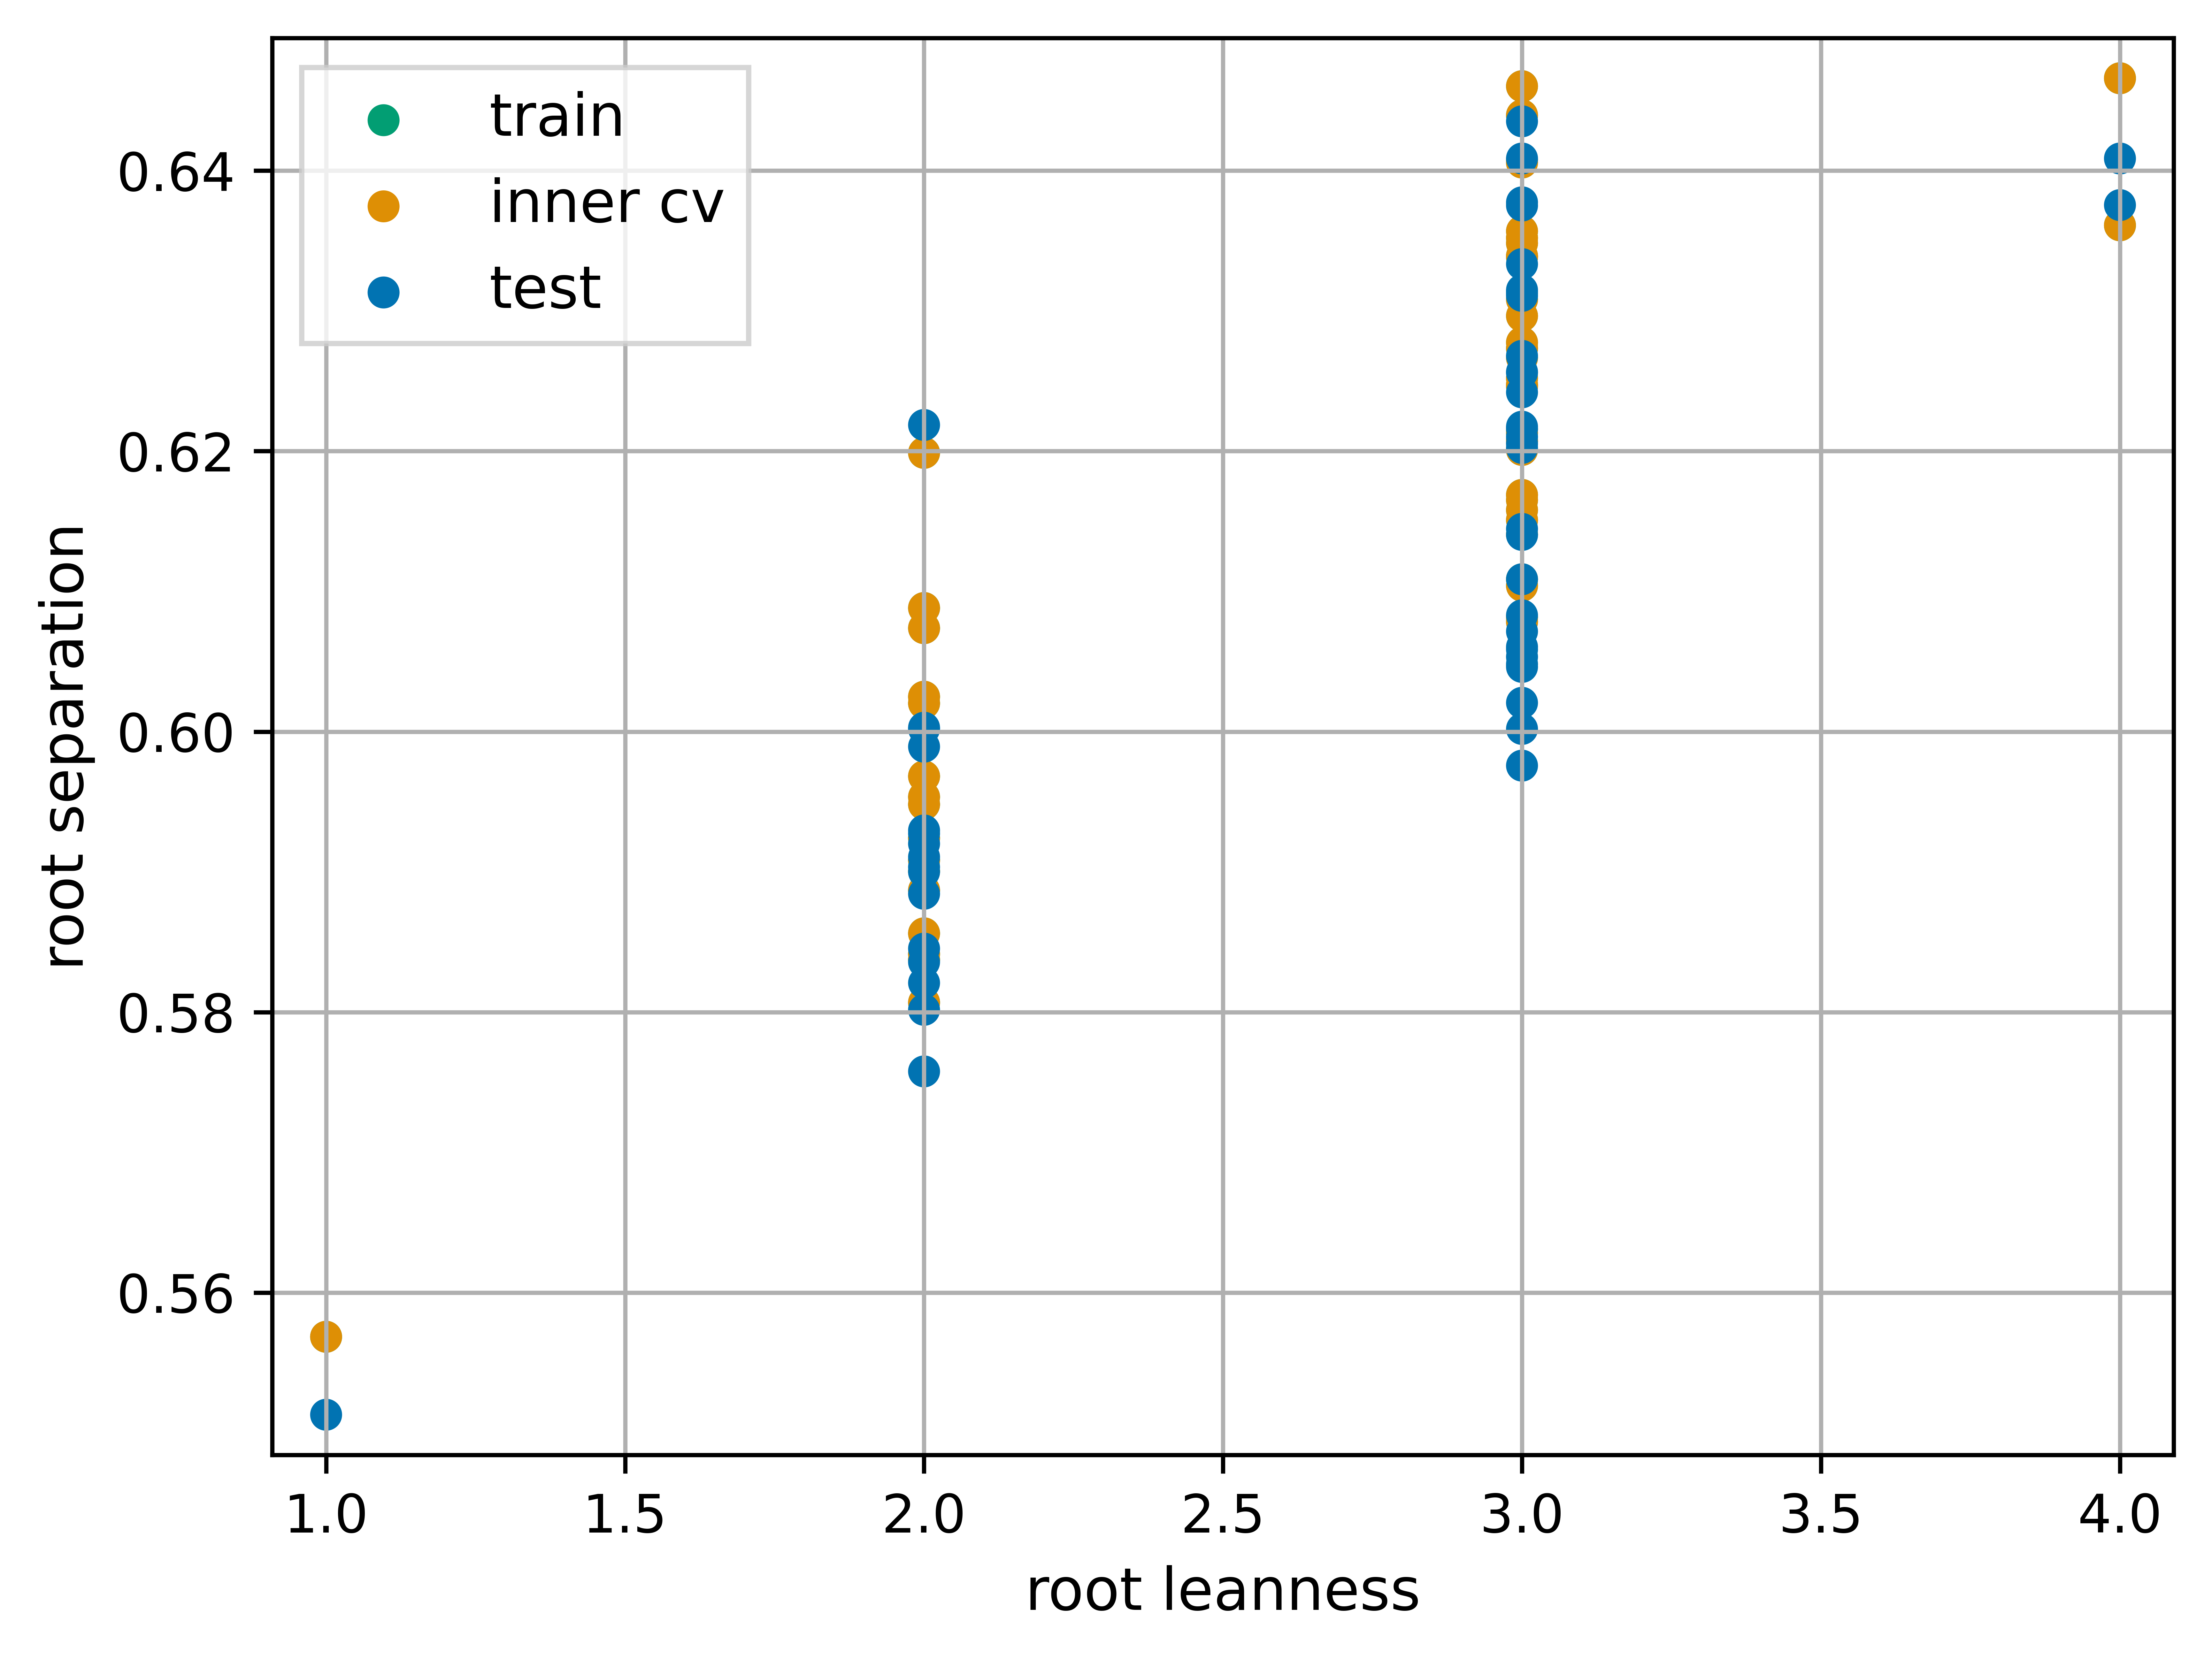 train
inner cv
test
0.64
0.62
0.60
0.58
0.56
root separation
1.0 1.5 2.0 2.5 3.0 3.5 4.0
root leanness